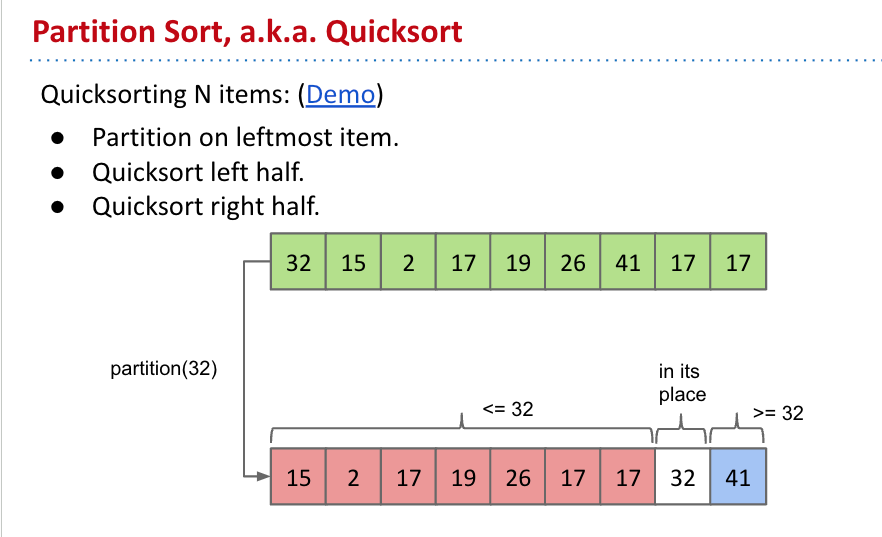 Partition Sort, a.k.a. Quicksort
Quicksorting N items: (Demo)
● Partition on leftmost item.
● Quicksort left half.
● Quicksort right half.
32 15 2 17 19 26 41 17 17
partition(32)
<= 32
in its
place
>= 32
15 2 17 19 26 17 17 32 41